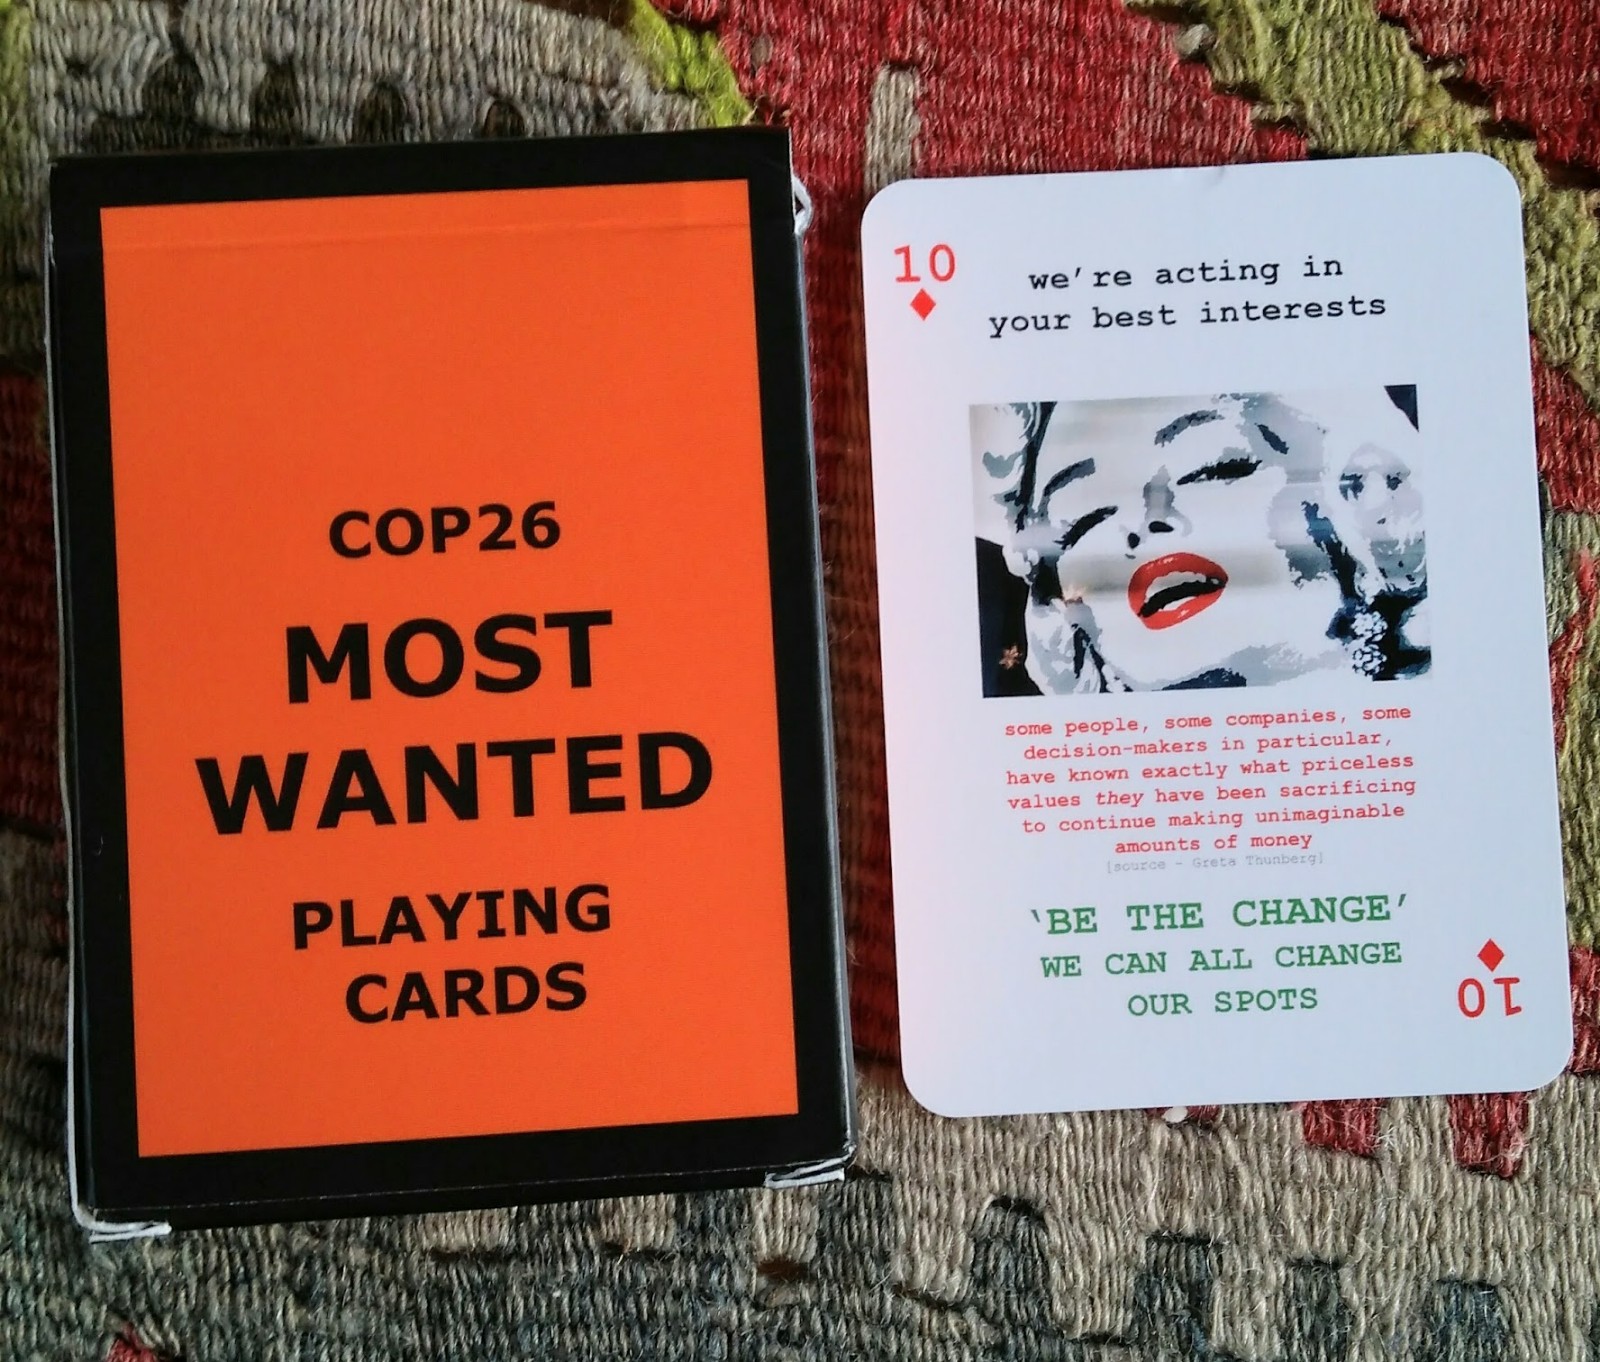 COP26
MOST
WANTED
PLAYING
CARDS
10
we're acting in
your best interests
some people, some companies, some
decision-makers in particular,
have known exactly what priceless
values they have been sacrificing
to continue making unimaginable
amounts of money
[source - Greta Thunberg]
'BE THE CHANGE'
WE CAN ALL CHANGE
OUR SPOTS
10